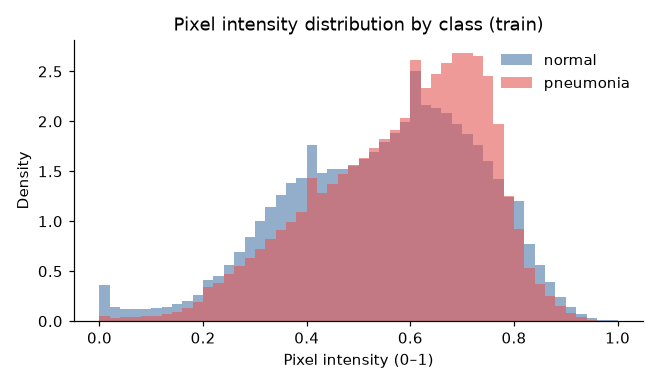 Pixel intensity distribution by class (train)
normal
pneumonia
Density
2.5
2.0
1.5
1.0
0.5
0.0
0.0 0.2 0.4 0.6 0.8 1.0
Pixel intensity (0–1)